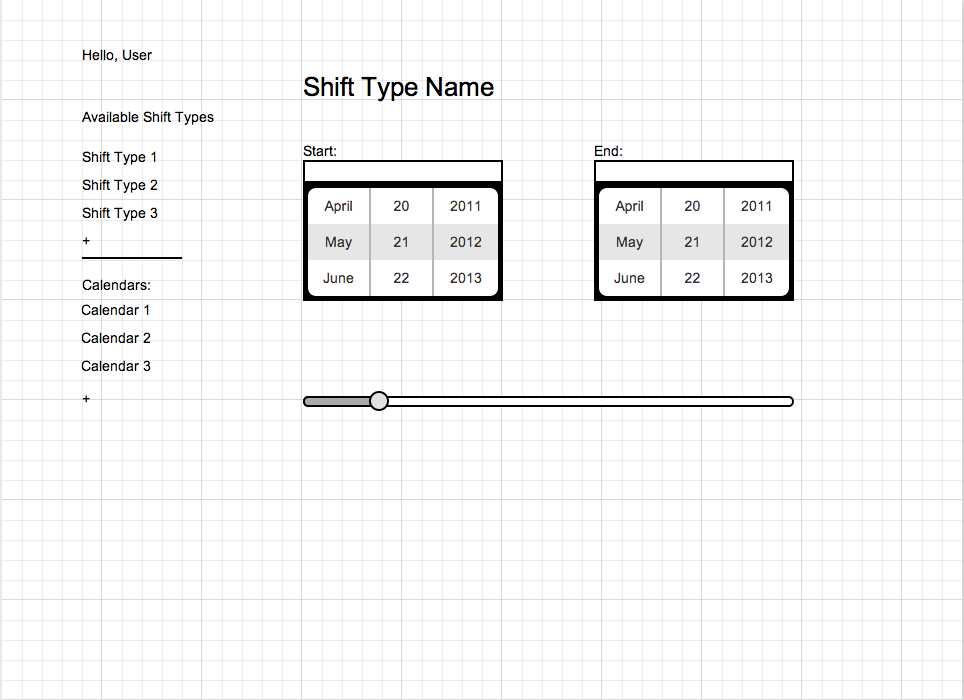 Hello, User
Available Shift Types
Shift Type 1
Shift Type 2
Shift Type 3
+
Calendars:
Calendar 1
Calendar 2
Calendar 3
+
Shift Type Name
Start:
April 20 2011
May 21 2012
June 22 2013
End:
April 20 2011
May 21 2012
June 22 2013